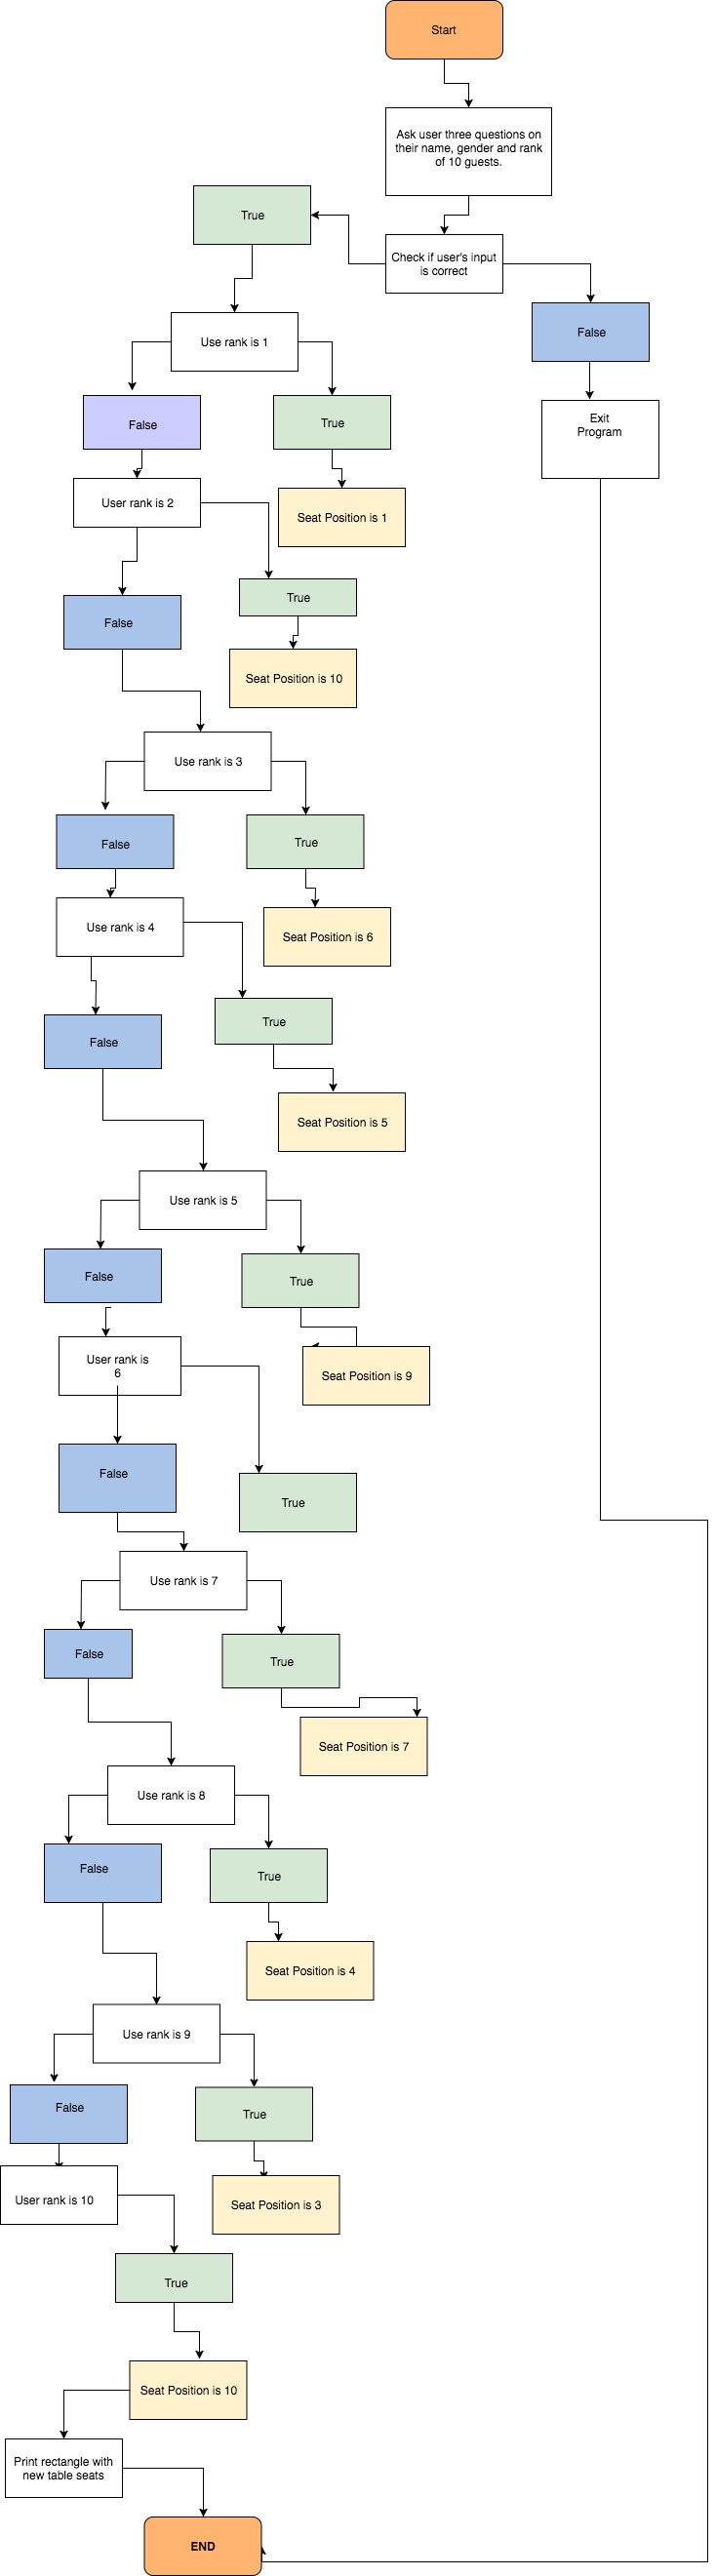 Start
Ask user three questions on
their name, gender and rank
of 10 guests.
True
Check if user's input
is correct
False
Use rank is 1
Exit
Program
False
True
User rank is 2
Seat Position is 1
True
False
Seat Position is 10
Use rank is 3
False
True
Use rank is 4
Seat Position is 6
True
False
Seat Position is 5
Use rank is 5
False
True
User rank is
6
Seat Position is 9
False
True
Use rank is 7
False
True
Seat Position is 7
Use rank is 8
False
True
Seat Position is 4
Use rank is 9
False
True
User rank is 10
Seat Position is 3
True
Seat Position is 10
Print rectangle with
new table seats
END